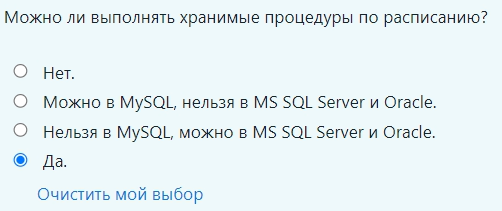 Можно ли выполнять хранимые процедуры по расписанию?
Нет.
Можно в MySQL, нельзя в MS SQL Server и Oracle.
Нельзя в MySQL, можно в MS SQL Server и Oracle.
Да.
Очистить мой выбор